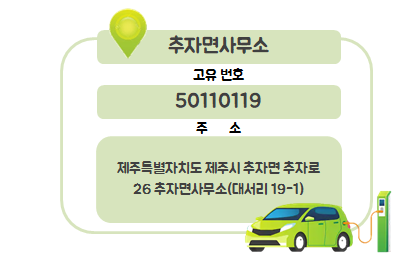 추자면사무소
고유 번호
50110119
주 소
제주특별자치도 제주시 추자면 추자로
26 추자면사무소(대서리 19-1)